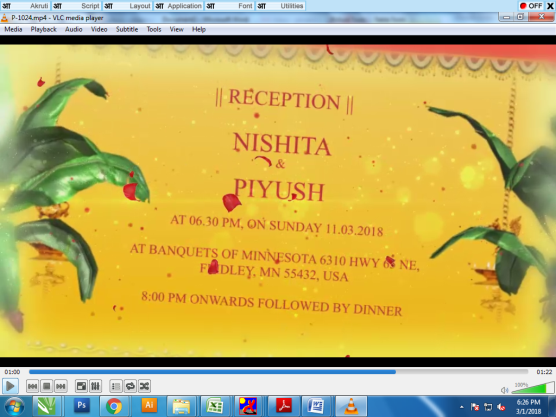 आ Akruti आ Script आ Layout आ Application आ Font आ Utilities OFF X
P-1024.mp4 - VLC media player
Media Playback Audio Video Subtitle Tools View Help
|| RECEPTION ||
NISHITA
&
PIYUSH
AT 06.30 PM, ON SUNDAY 11.03.2018
AT BANQUETS OF MINNESOTA 6310 HWY 65 NE,
FRIDLEY, MN 55432, USA
8:00 PM ONWARDS FOLLOWED BY DINNER
01:00 01:22
100%
Ps Ai W
6:26 PM
3/1/2018